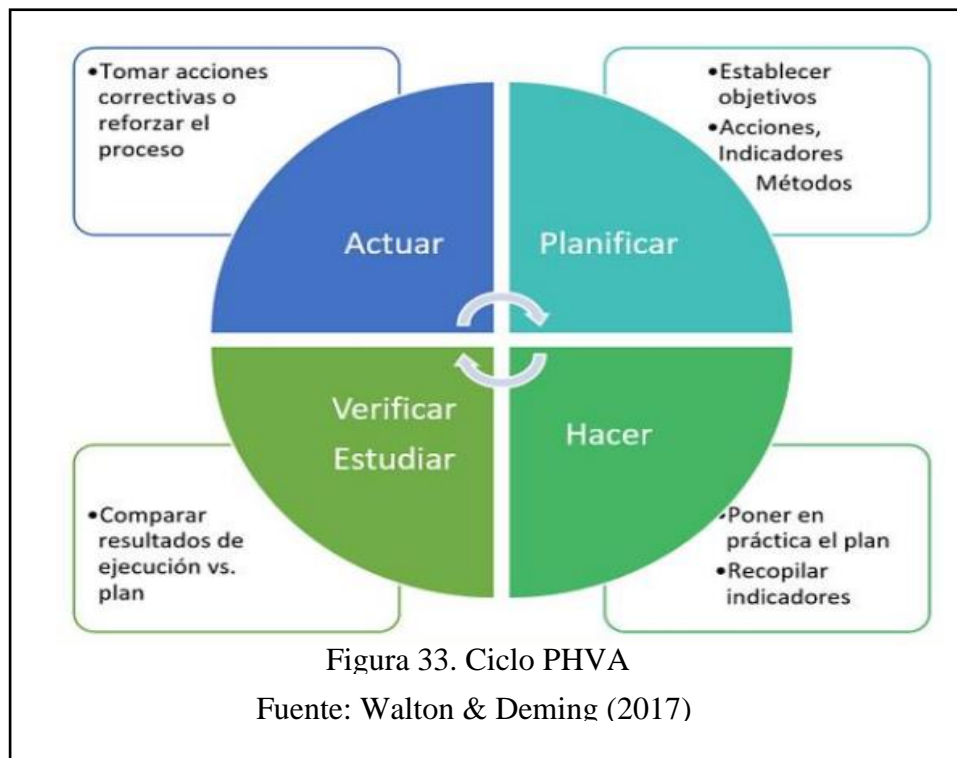 •Tomar acciones
correctivas o
reforzar el
proceso
•Establecer
objetivos
•Acciones,
Indicadores
Métodos
Actuar
Planificar
Verificar
Estudiar
Hacer
•Comparar
resultados de
ejecución vs.
plan
•Poner en
práctica el plan
•Recopilar
indicadores
Figura 33. Ciclo PHVA
Fuente: Walton & Deming (2017)